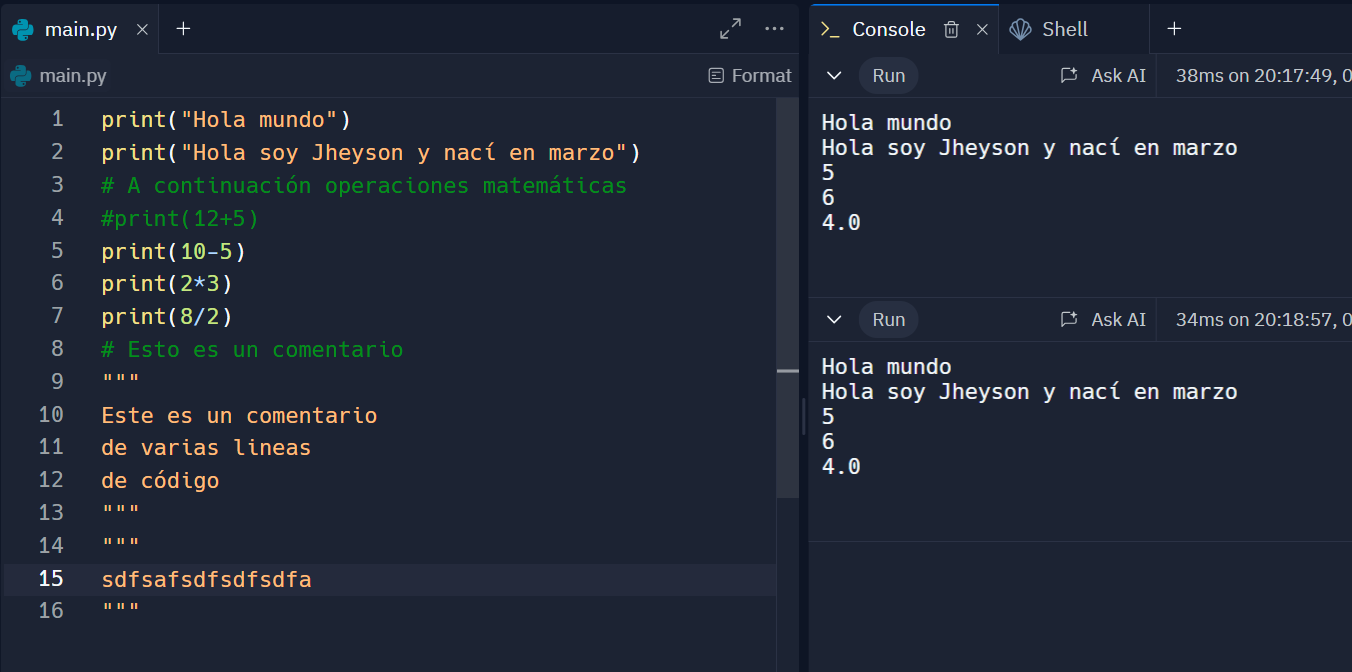 main.py
main.py
Format
1 print("Hola mundo")
2 print("Hola soy Jheyson y nací en marzo")
3 # A continuación operaciones matemáticas
4 #print(12+5)
5 print(10-5)
6 print(2*3)
7 print(8/2)
8 # Esto es un comentario
9 """
10 Este es un comentario
11 de varias lineas
12 de código
13 """
14 """
15 sdfsafsdfsdfsdfa
16 """
Console Shell
Run Ask AI 38ms on 20:17:49, 0
Hola mundo
Hola soy Jheyson y nací en marzo
5
6
4.0
Run Ask AI 34ms on 20:18:57, 0
Hola mundo
Hola soy Jheyson y nací en marzo
5
6
4.0